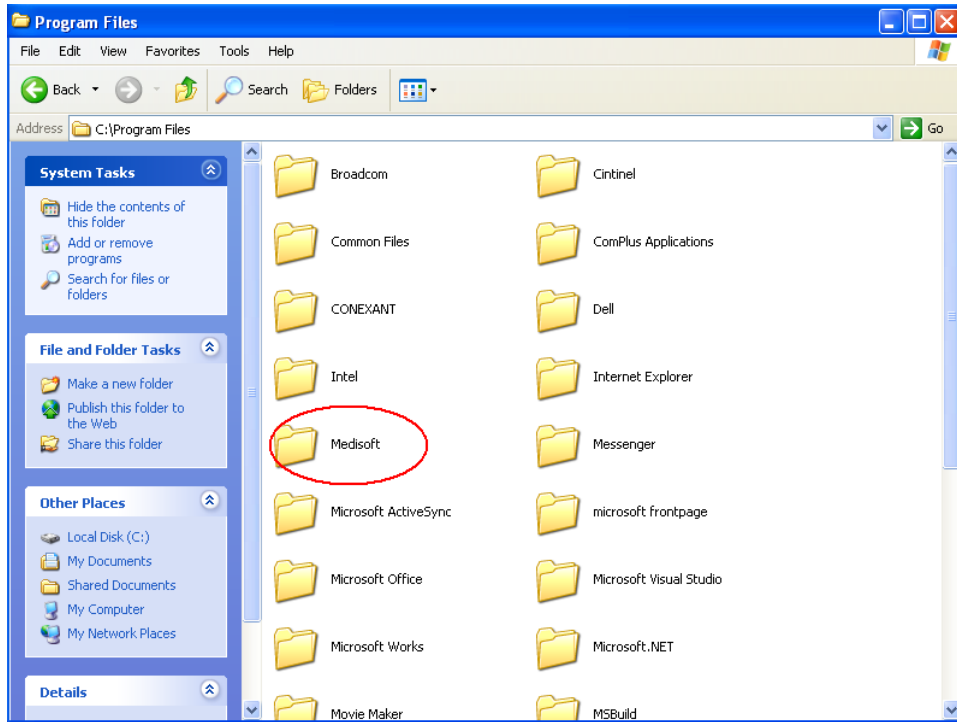 Program Files
File Edit View Favorites Tools Help
Back Search Folders
Address C:\Program Files Go
System Tasks
Hide the contents of
this folder
Add or remove
programs
Search for files or
folders
File and Folder Tasks
Make a new folder
Publish this folder to
the Web
Share this folder
Other Places
Local Disk (C:)
My Documents
Shared Documents
My Computer
My Network Places
Details
Broadcom Cintinel
Common Files ComPlus Applications
CONEXANT Dell
Intel Internet Explorer
Medisoft Messenger
Microsoft ActiveSync microsoft frontpage
Microsoft Office Microsoft Visual Studio
Microsoft Works Microsoft.NET
Movie Maker MSBuild